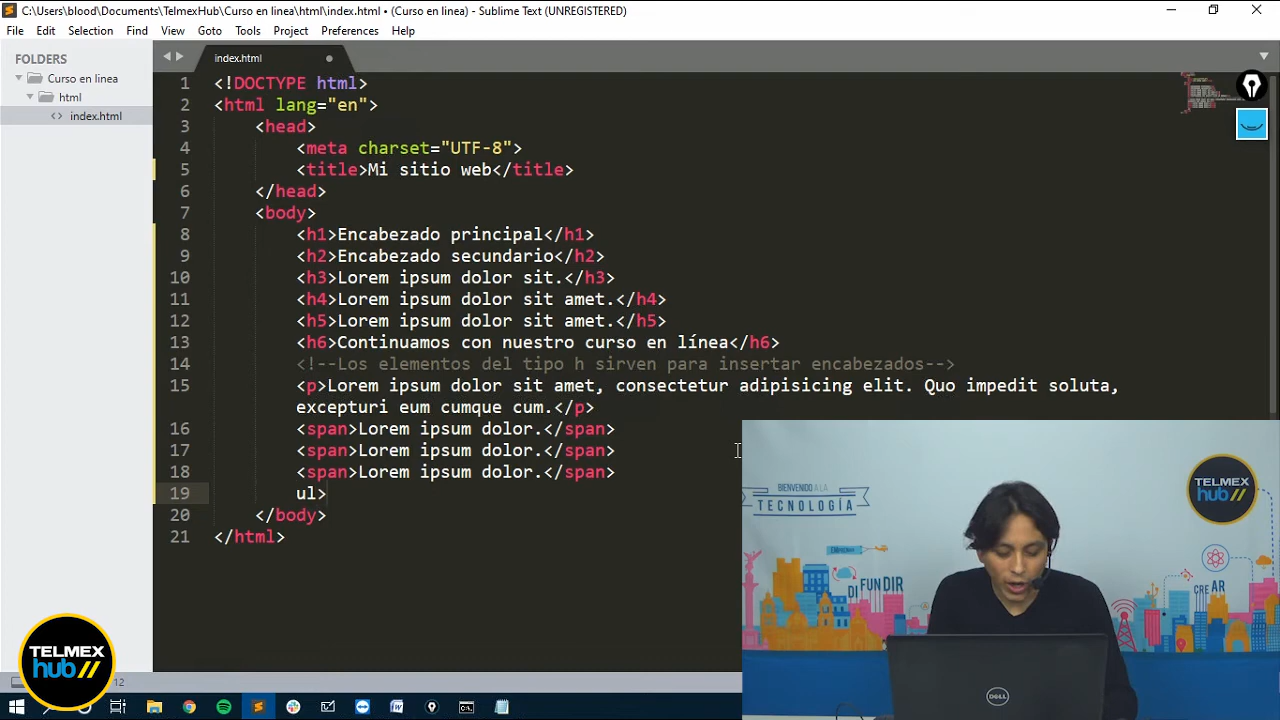 C:\Users\blood\Documents\TelmexHub\Curso en linea\html\index.html • (Curso en linea) - Sublime Text (UNREGISTERED)
File Edit Selection Find View Goto Tools Project Preferences Help
FOLDERS
Curso en linea
html
index.html
index.html
1 <!DOCTYPE html>
2 <html lang="en">
3 <head>
4 <meta charset="UTF-8">
5 <title>Mi sitio web</title>
6 </head>
7 <body>
8 <h1>Encabezado principal</h1>
9 <h2>Encabezado secundario</h2>
10 <h3>Lorem ipsum dolor sit.</h3>
11 <h4>Lorem ipsum dolor sit amet.</h4>
12 <h5>Lorem ipsum dolor sit amet.</h5>
13 <h6>Continuamos con nuestro curso en línea</h6>
14 <!--Los elementos del tipo h sirven para insertar encabezados-->
15 <p>Lorem ipsum dolor sit amet, consectetur adipisicing elit. Quo impedit soluta,
excepturi eum cumque cum.</p>
16 <span>Lorem ipsum dolor.</span>
17 <span>Lorem ipsum dolor.</span>
18 <span>Lorem ipsum dolor.</span>
19 ul>
20 </body>
21 </html>
BIENVENIDO A LA
TECNOLOGÍA
TELMEX
hub//
DI FUN DIR
CRE AR
DELL
TELMEX
hub//
12